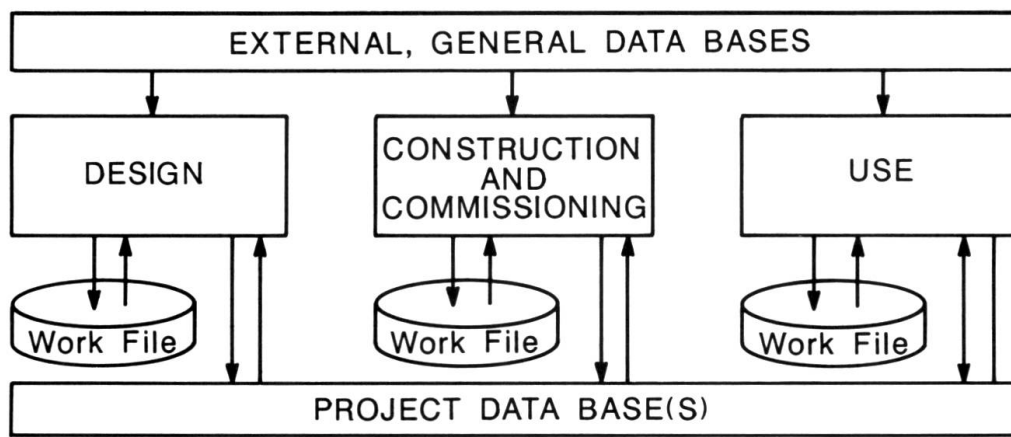 EXTERNAL, GENERAL DATA BASES
DESIGN
CONSTRUCTION
AND
COMMISSIONING
USE
Work File
Work File
Work File
PROJECT DATA BASE(S)